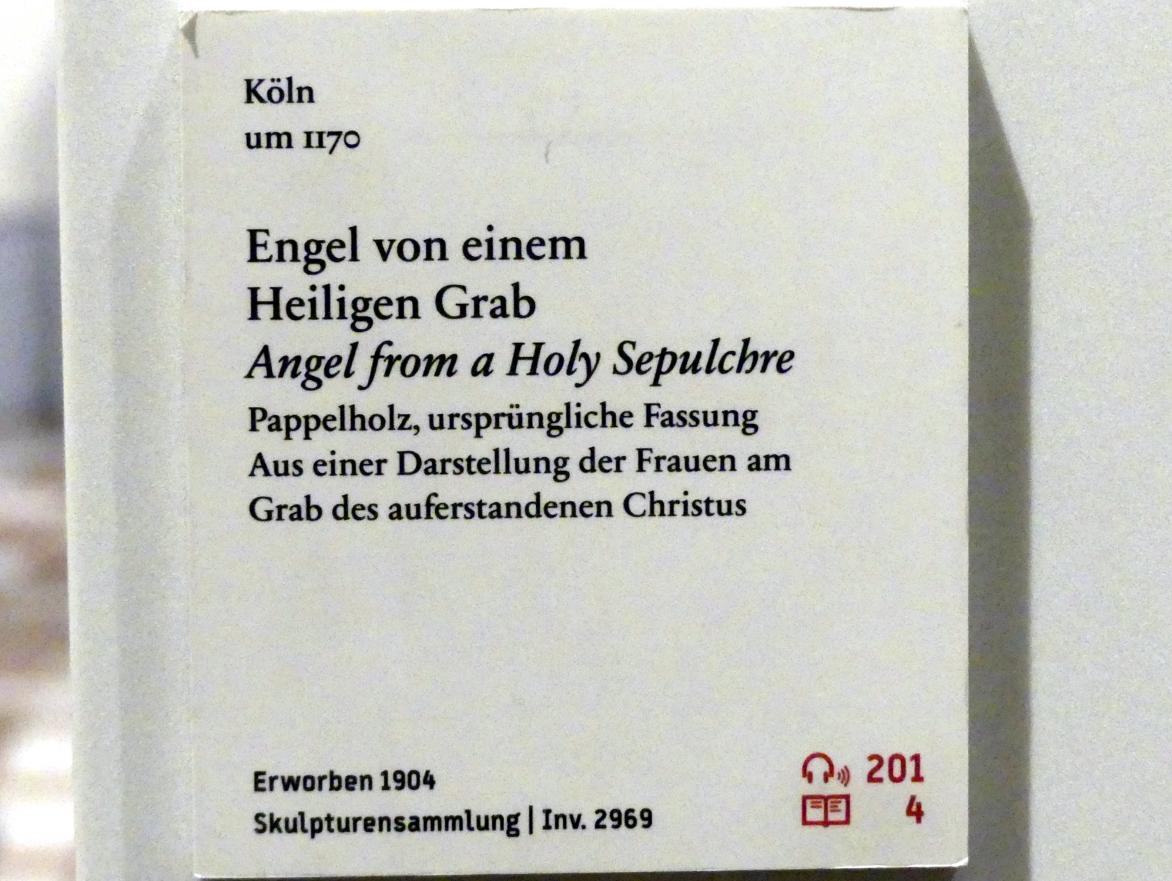 Köln
um 1170
Engel von einem
Heiligen Grab
Angel from a Holy Sepulchre
Pappelholz, ursprüngliche Fassung
Aus einer Darstellung der Frauen am
Grab des auferstandenen Christus
Erworben 1904
Skulpturensammlung | Inv. 2969
201
4